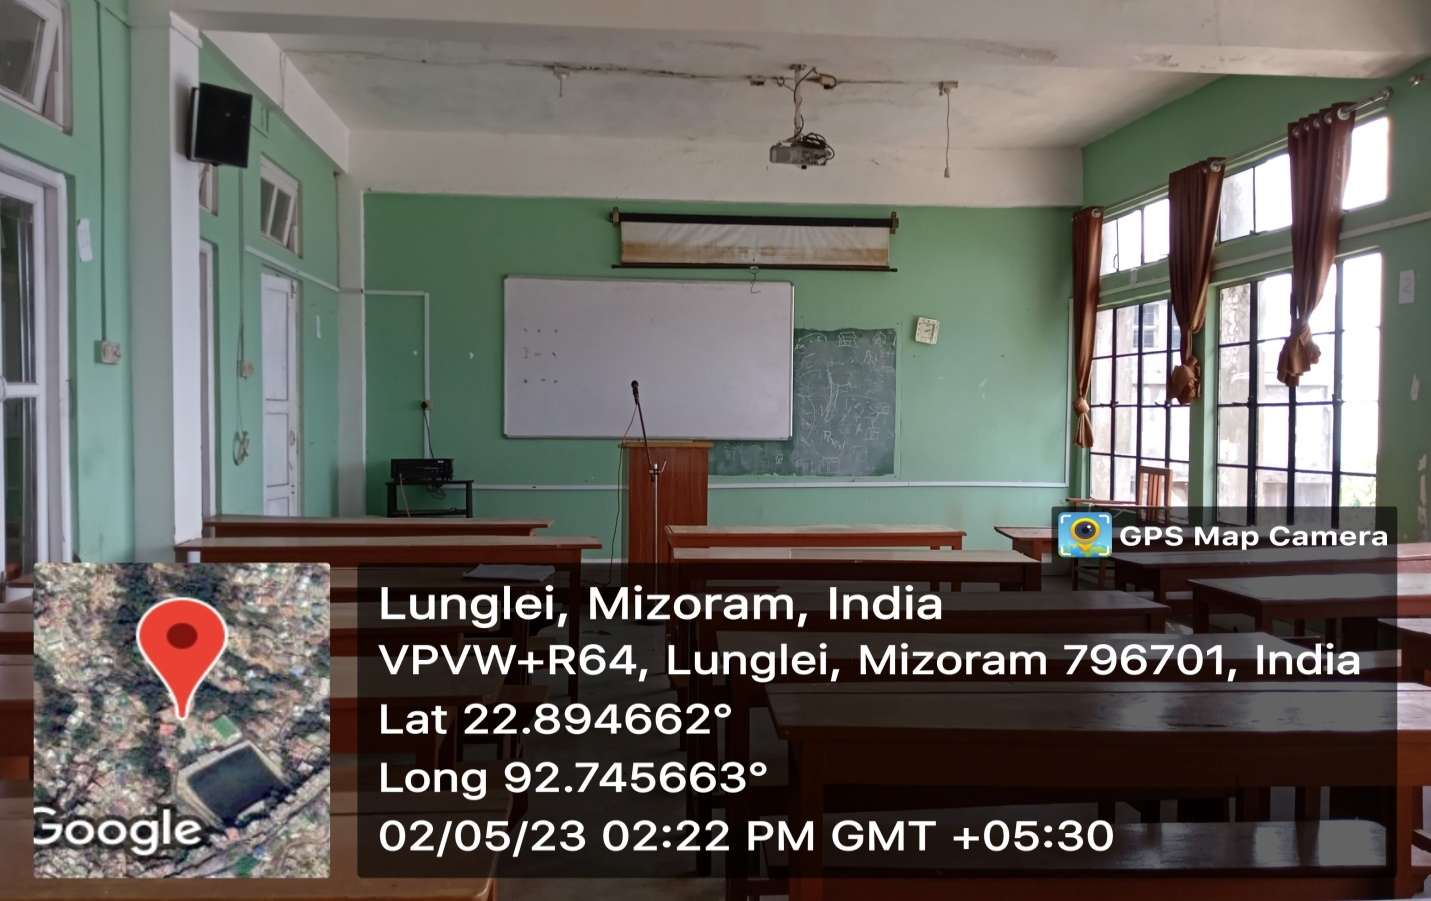 GPS Map Camera
Lunglei, Mizoram, India
VPVW+R64, Lunglei, Mizoram 796701, India
Lat 22.894662°
Long 92.745663°
02/05/23 02:22 PM GMT +05:30
Google